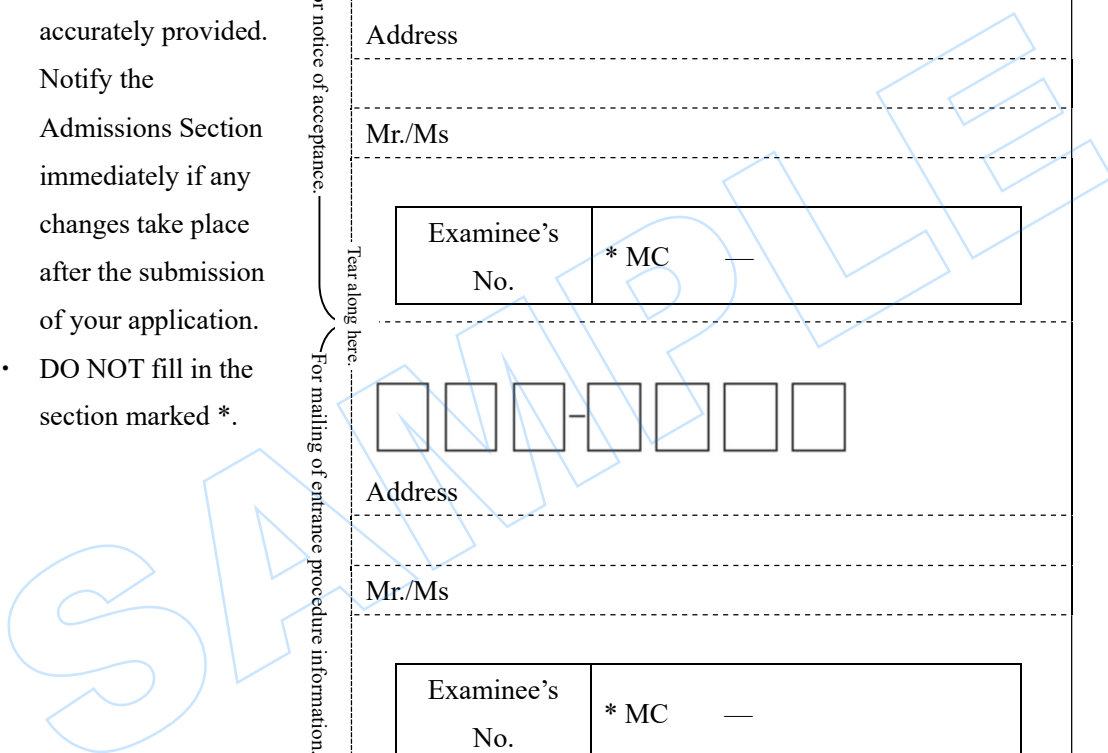 accurately provided.
Notify the
Admissions Section
immediately if any
changes take place
after the submission
of your application.
・ DO NOT fill in the
section marked *.
notice of acceptance.
For mailing of entrance procedure information.
Tear along here.
Address
Mr./Ms
Examinee’s
No.
* MC —
–
Address
Mr./Ms
Examinee’s
No.
* MC —
SAMPLE